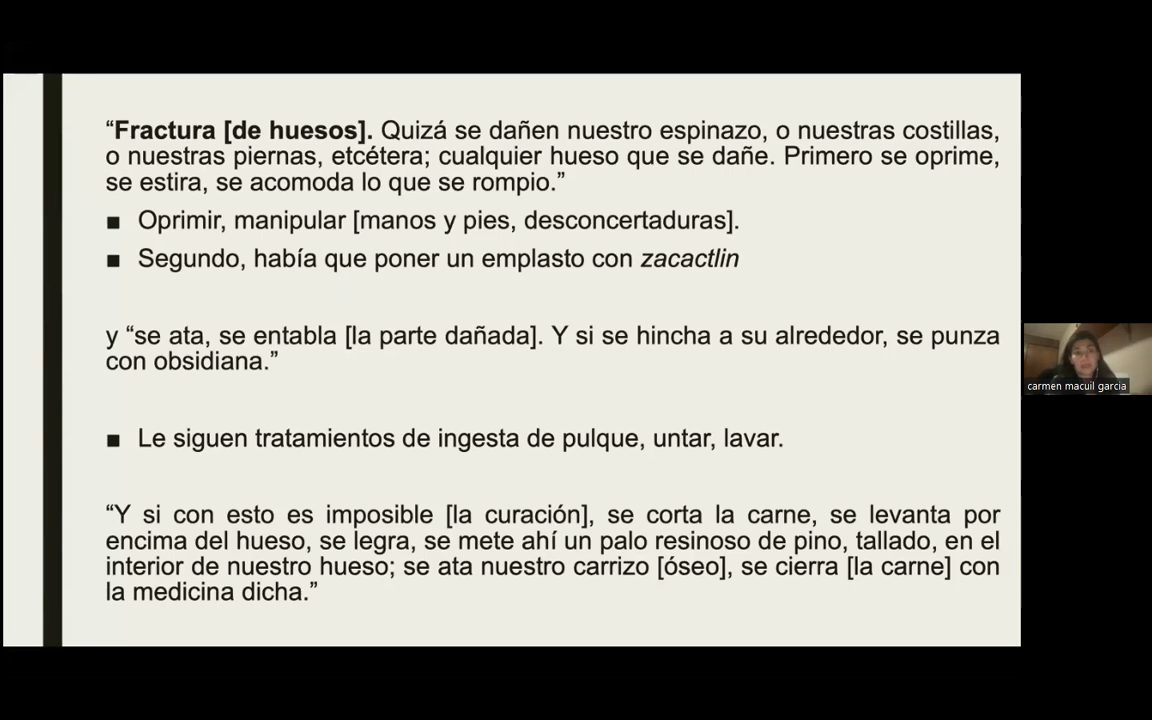 “Fractura [de huesos]. Quizá se dañen nuestro espinazo, o nuestras costillas,
o nuestras piernas, etcétera; cualquier hueso que se dañe. Primero se oprime,
se estira, se acomoda lo que se rompio.”
■ Oprimir, manipular [manos y pies, desconcertaduras].
■ Segundo, había que poner un emplasto con zacactlin
y “se ata, se entabla [la parte dañada]. Y si se hincha a su alrededor, se punza
con obsidiana.”
carmen macuil garcia
■ Le siguen tratamientos de ingesta de pulque, untar, lavar.
“Y si con esto es imposible [la curación], se corta la carne, se levanta por
encima del hueso, se legra, se mete ahí un palo resinoso de pino, tallado, en el
interior de nuestro hueso; se ata nuestro carrizo [óseo], se cierra [la carne] con
la medicina dicha.”